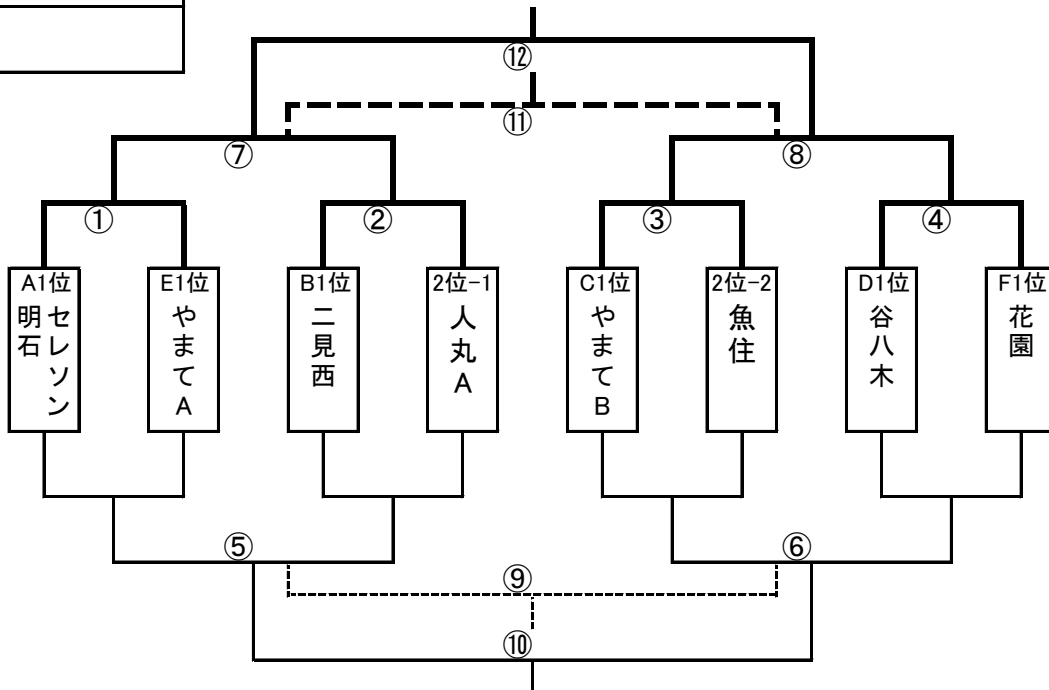 ⑫
⑪
⑦
⑧
①
②
③
④
A1位
明石
セレソン
E1位
やまてA
B1位
二見西
2位-1
人丸A
C1位
やまてB
2位-2
魚住
D1位
谷八木
F1位
花園
⑤
⑥
⑨
⑩